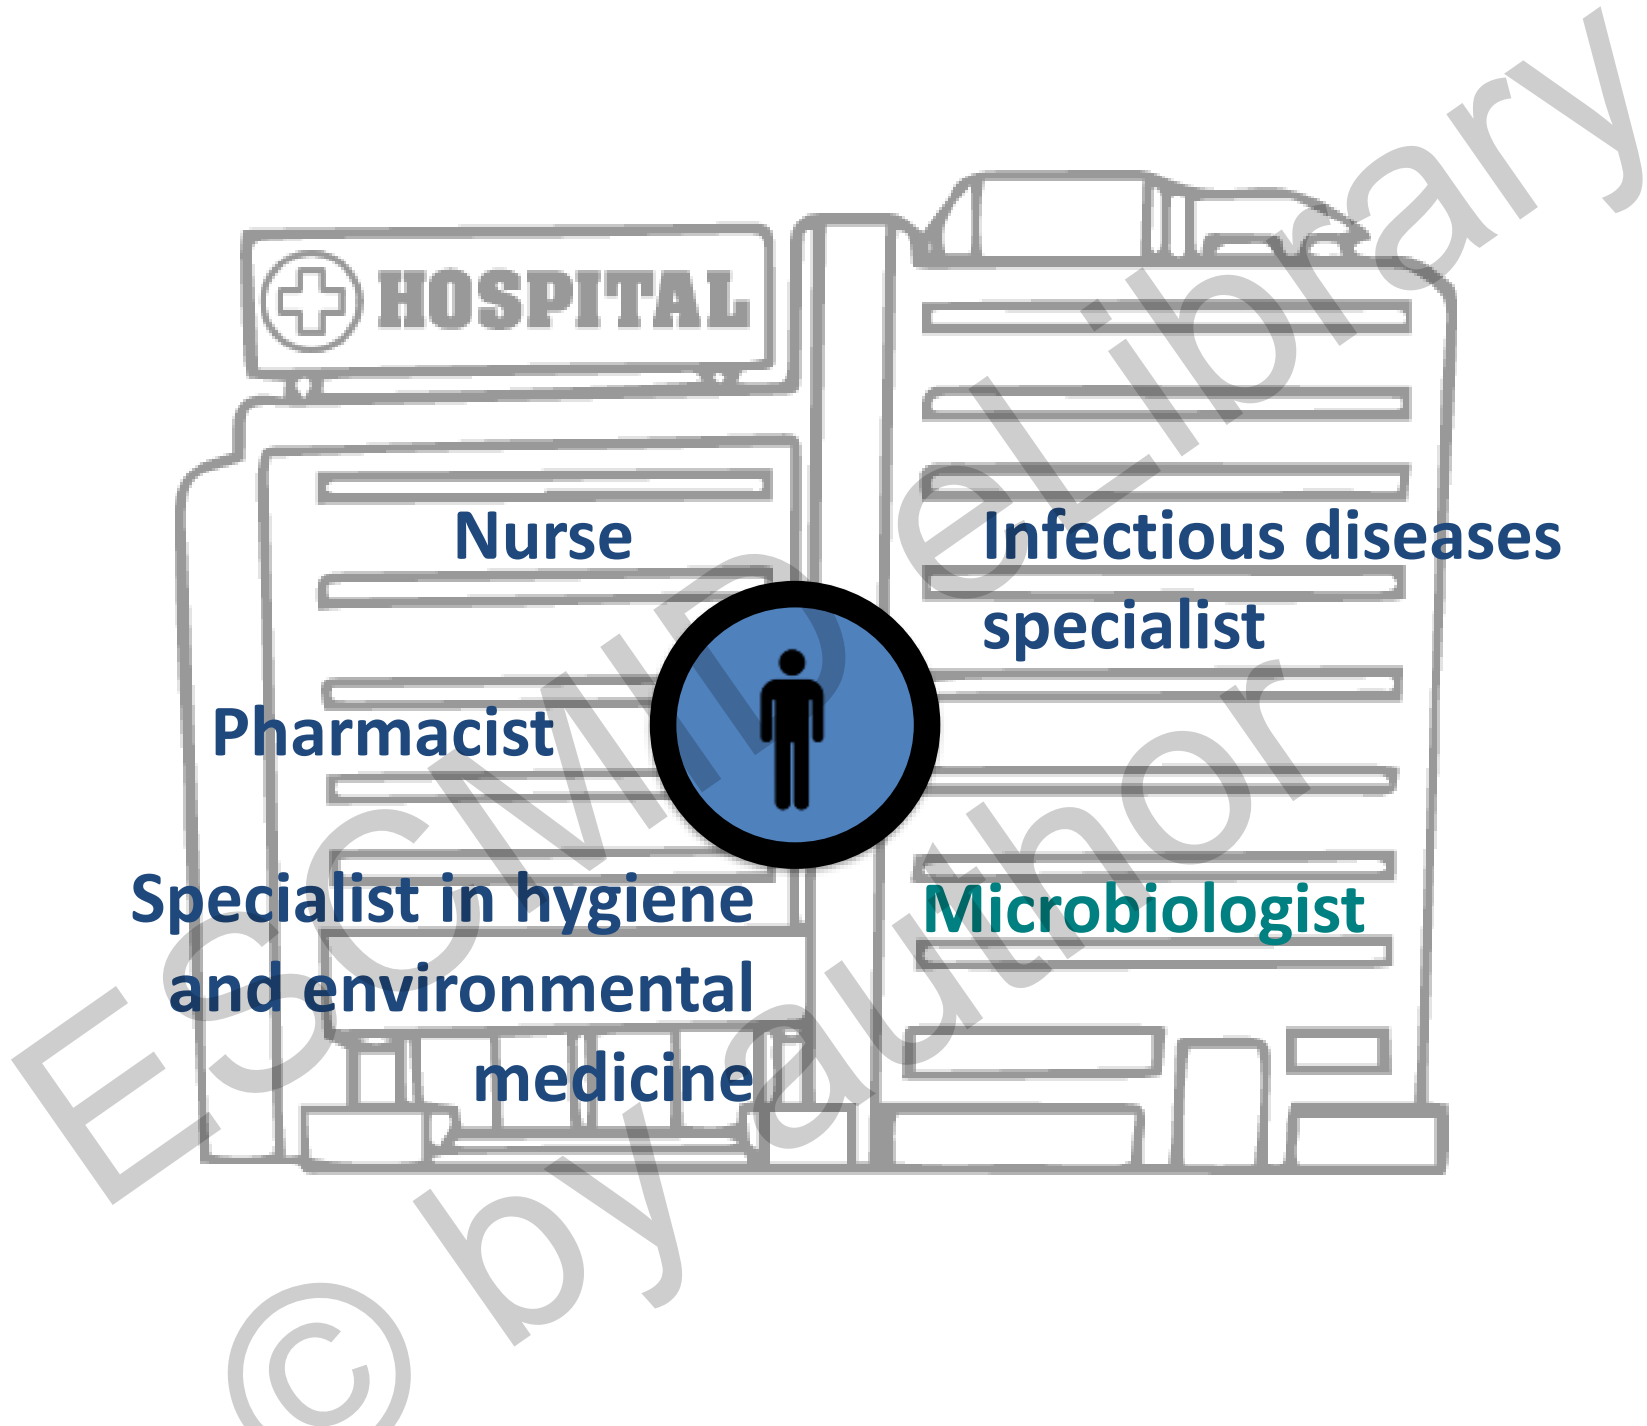 HOSPITAL
Nurse
Infectious diseases
specialist
Pharmacist
Specialist in hygiene
and environmental
medicine
Microbiologist
ESCMID eLibrary
© by author